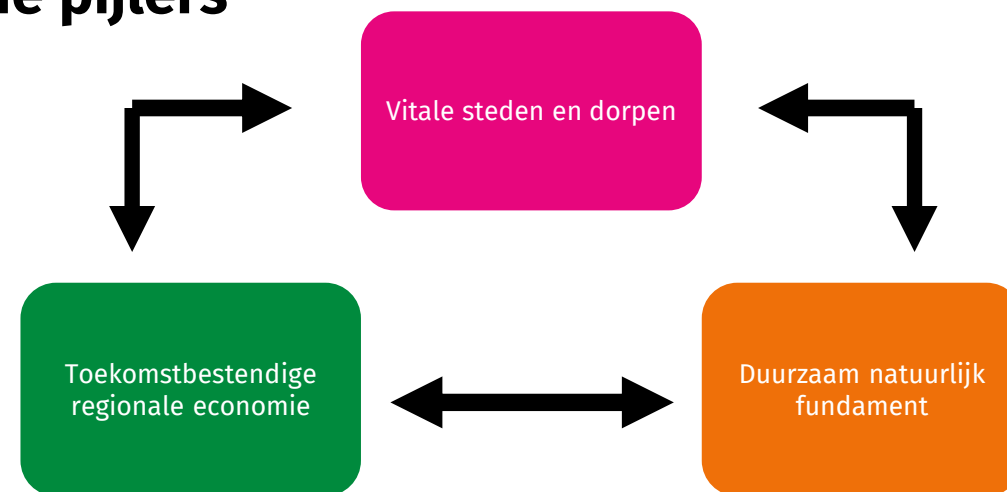 pijlers
Vitale steden en dorpen
Toekomstbestendige
regionale economie
Duurzaam natuurlijk
fundament